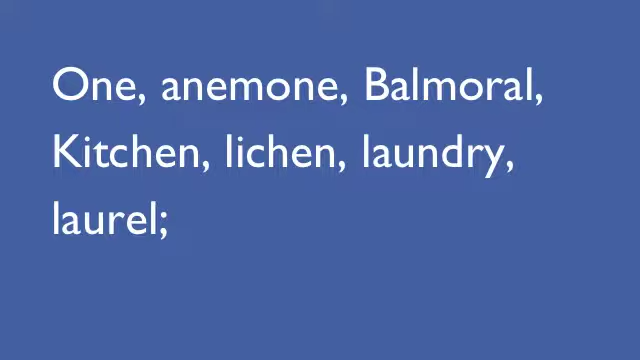 One, anemone, Balmoral,
Kitchen, lichen, laundry,
laurel;